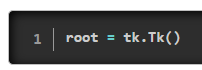 1 root = tk.Tk()